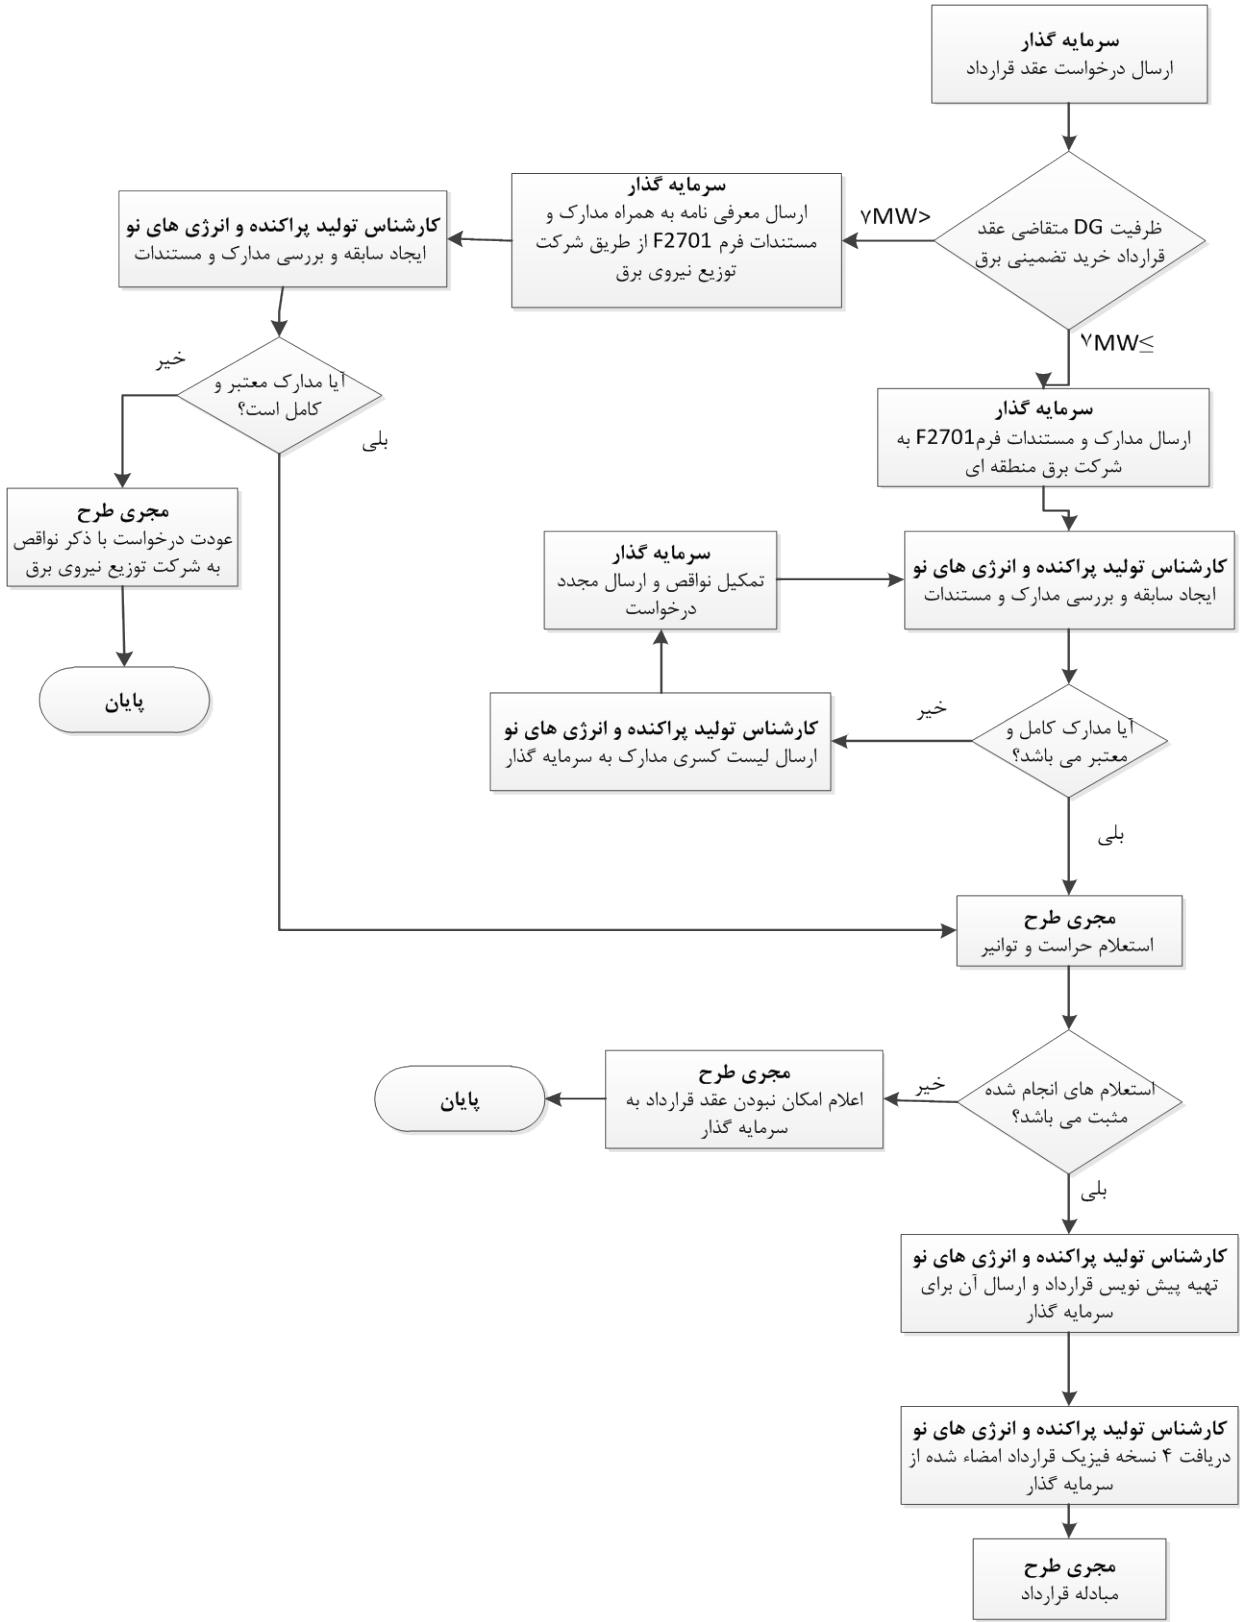 سرمایه گذار
ارسال درخواست عقد قرارداد
ظرفیت DG متقاضی عقد
قرارداد خرید تضمینی برق
۷MW>
سرمایه گذار
ارسال معرفی نامه به همراه مدارک و
مستندات فرم F2701 از طریق شرکت
توزیع نیروی برق
کارشناس تولید پراکنده و انرژی های نو
ایجاد سابقه و بررسی مدارک و مستندات
آیا مدارک معتبر و
کامل است؟
خیر
بلی
مجری طرح
عودت درخواست با ذکر نواقص
به شرکت توزیع نیروی برق
پایان
۷MW≤
سرمایه گذار
ارسال مدارک و مستندات فرمF2701 به
شرکت برق منطقه ای
کارشناس تولید پراکنده و انرژی های نو
ایجاد سابقه و بررسی مدارک و مستندات
سرمایه گذار
تمکیل نواقص و ارسال مجدد
درخواست
آیا مدارک کامل و
معتبر می باشد؟
خیر
کارشناس تولید پراکنده و انرژی های نو
ارسال لیست کسری مدارک به سرمایه گذار
بلی
مجری طرح
استعلام حراست و توانیر
استعلام های انجام شده
مثبت می باشد؟
خیر
مجری طرح
اعلام امکان نبودن عقد قرارداد به
سرمایه گذار
پایان
بلی
کارشناس تولید پراکنده و انرژی های نو
تهیه پیش نویس قرارداد و ارسال آن برای
سرمایه گذار
کارشناس تولید پراکنده و انرژی های نو
دریافت ۴ نسخه فیزیک قرارداد امضاء شده از
سرمایه گذار
مجری طرح
مبادله قرارداد